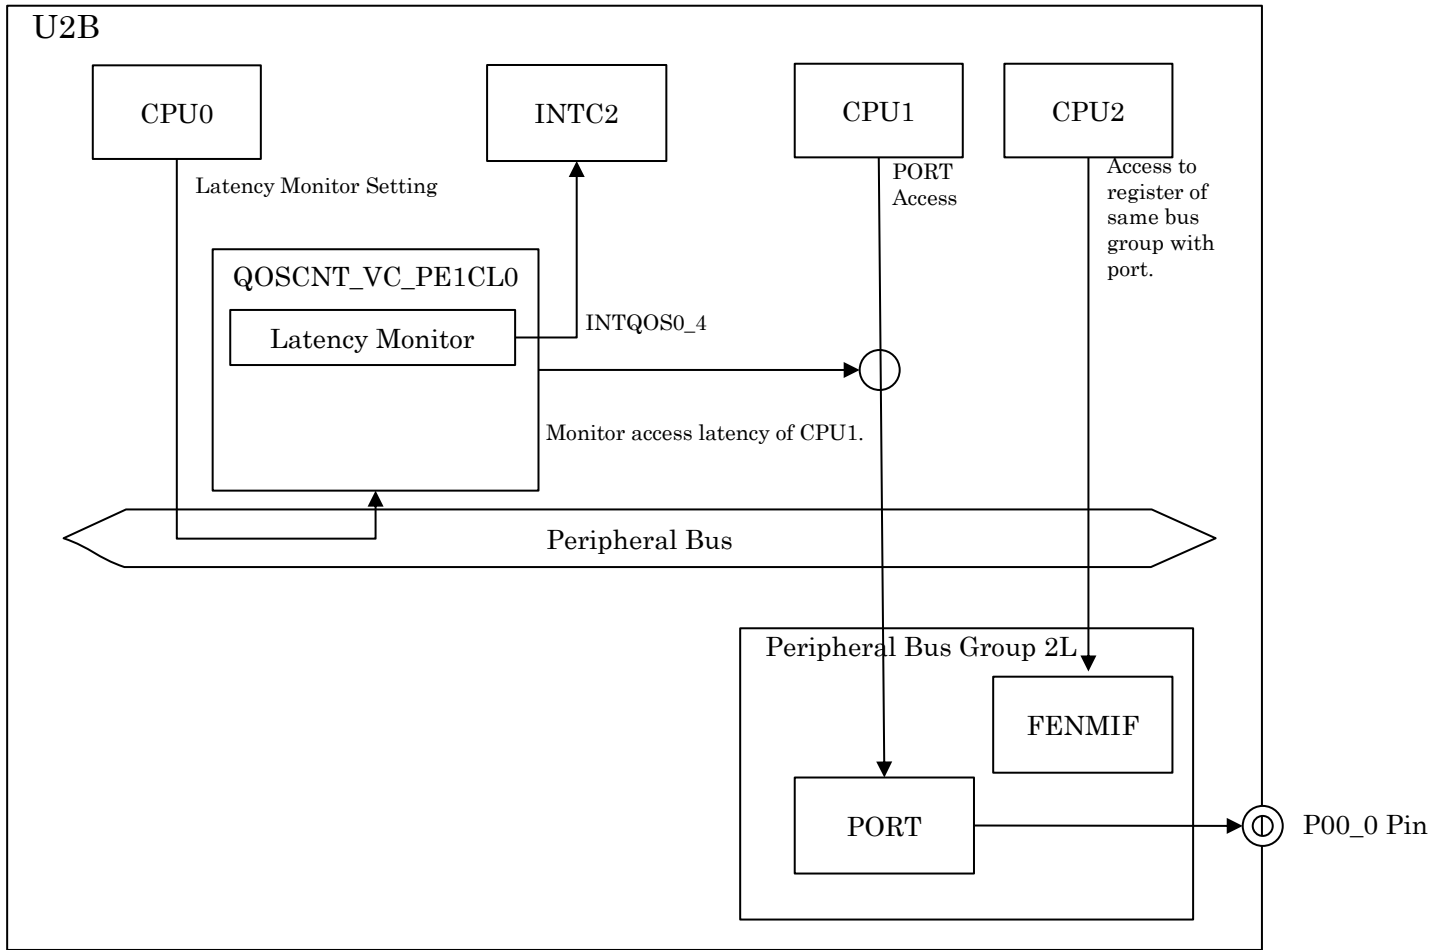 U2B
CPU0
INTC2
CPU1
CPU2
Latency Monitor Setting
PORT
Access
Access to
register of
same bus
group with
port.
QOSCNT_VC_PE1CL0
Latency Monitor
INTQOS0_4
Monitor access latency of CPU1.
Peripheral Bus
Peripheral Bus Group 2L
FENMIF
PORT
P00_0 Pin